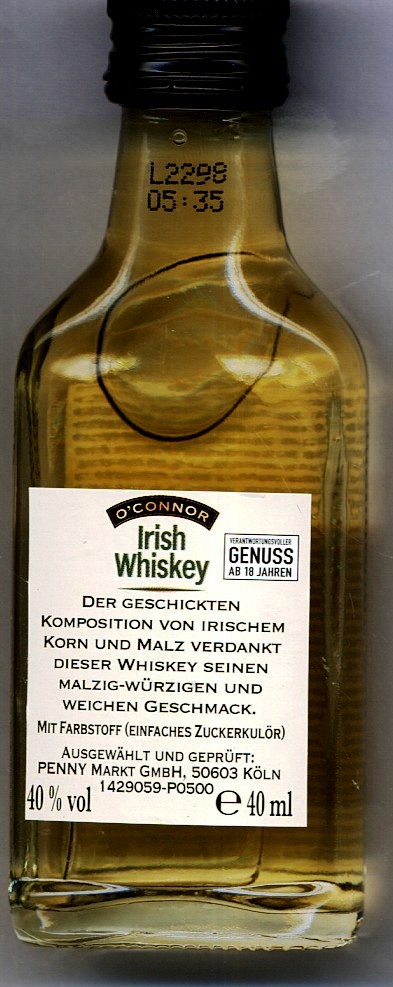 L2298
05:35
O'CONNOR
Irish
Whiskey
VERANTWORTUNGSVOLLER
GENUSS
AB 18 JAHREN
DER GESCHICKTEN
KOMPOSITION VON IRISCHEM
KORN UND MALZ VERDANKT
DIESER WHISKEY SEINEN
MALZIG-WÜRZIGEN UND
WEICHEN GESCHMACK.
MIT FARBSTOFF (EINFACHES ZUCKERKULÖR)
AUSGEWÄHLT UND GEPRÜFT:
PENNY MARKT GMBH, 50603 KÖLN
1429059-P0500
40 % vol
℮ 40 ml